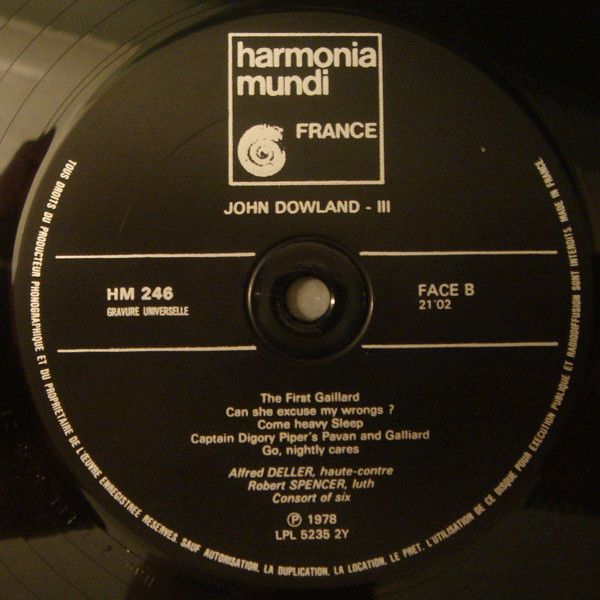 harmonia
mundi
FRANCE
JOHN DOWLAND - III
HM 246
GRAVURE UNIVERSELLE
FACE B
21'02
The First Gaillard
Can she excuse my wrongs ?
Come heavy Sleep
Captain Digory Piper's Pavan and Galliard
Go, nightly cares
Alfred DELLER, haute-contre
Robert SPENCER, luth
Consort of six
℗ 1978
LPL 5235 2Y
TOUS DROITS DU PRODUCTEUR PHONOGRAPHIQUE ET DU PROPRIETAIRE DE L'ŒUVRE ENREGISTREE RESERVES. SAUF AUTORISATION. LA DUPLICATION. LA LOCATION. LE PRET. L'UTILISATION DE CE DISQUE POUR EXECUTION PUBLIQUE ET RADIODIFFUSION SONT INTERDITS. MADE IN FRANCE.